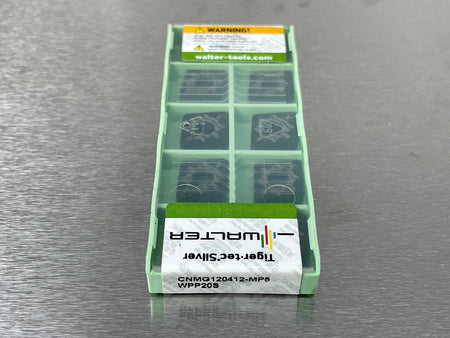 WARNING!
walter-tools.com
WALTER
Tiger·tec®Silver
CNMG120412-MP5
WPP20S